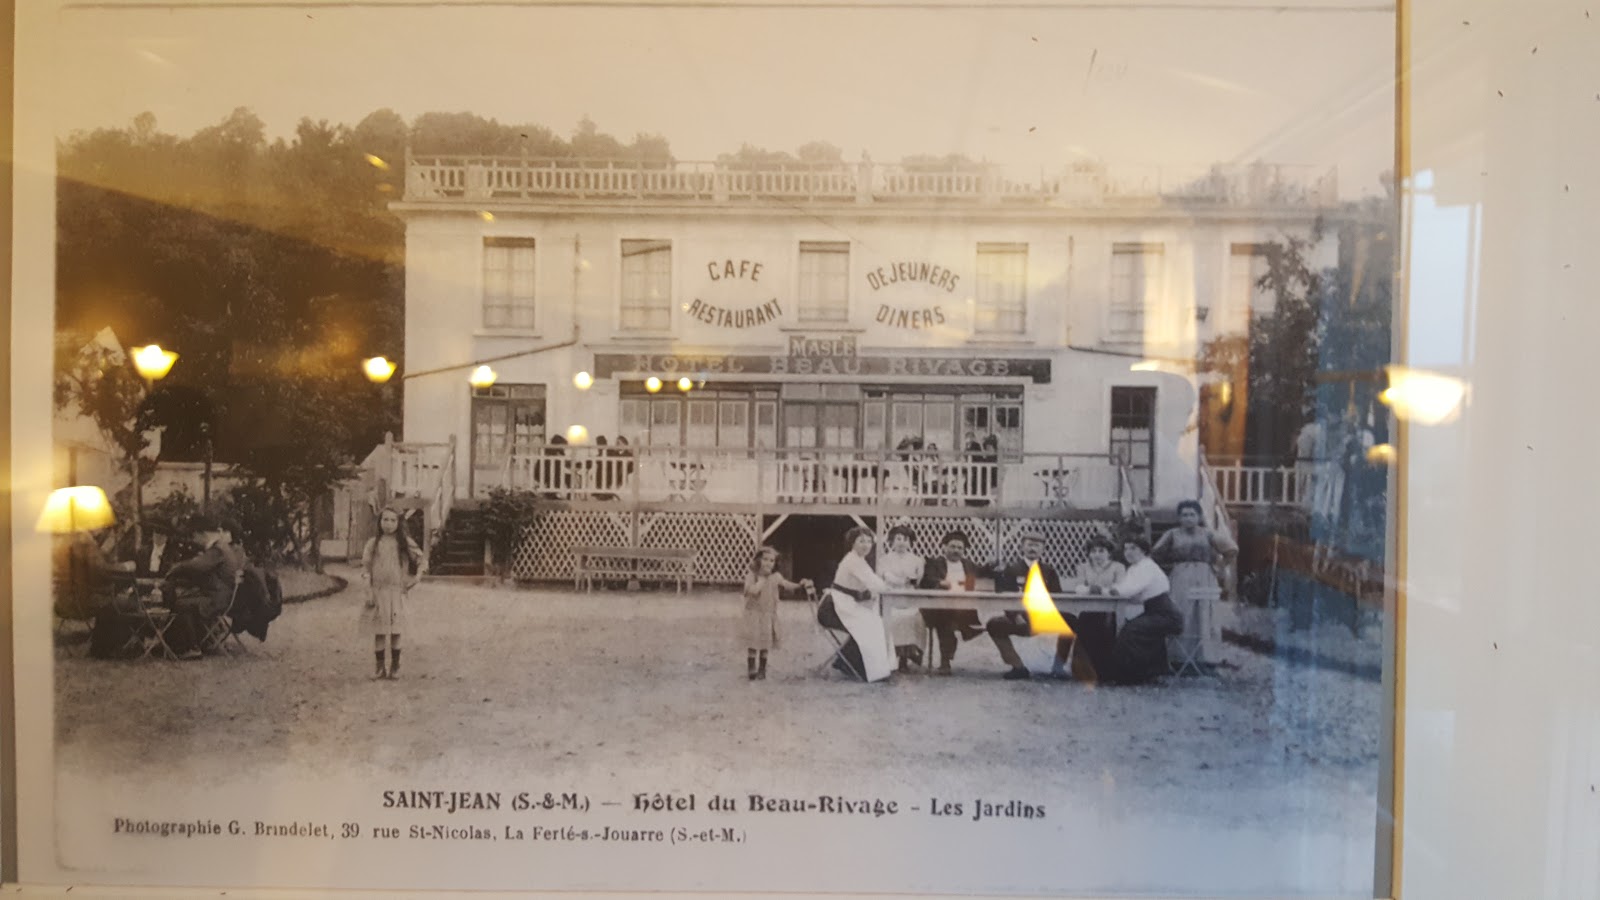 CAFE
RESTAURANT
DEJEUNERS
DINERS
MASLÉ
HOTEL BEAU RIVAGE
SAINT-JEAN (S.-&-M.) — Hôtel du Beau-Rivage - Les Jardins
Photographie G. Brindelet, 39 rue St-Nicolas, La Ferté-s.-Jouarre (S.-et-M.)